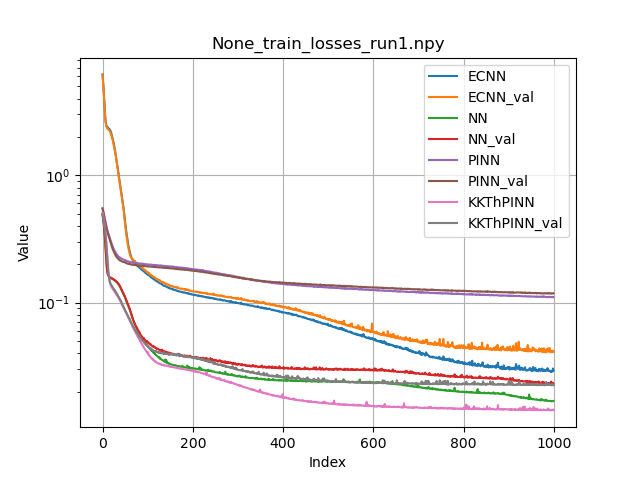 None_train_losses_run1.npy
Value
10⁰
10⁻¹
ECNN
ECNN_val
NN
NN_val
PINN
PINN_val
KKThPINN
KKThPINN_val
0
200
400
600
800
1000
Index